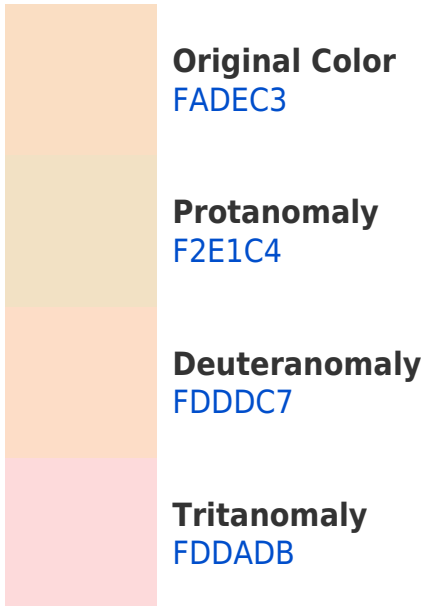 Original Color
FADEC3
Protanomaly
F2E1C4
Deuteranomaly
FDDDC7
Tritanomaly
FDDADB